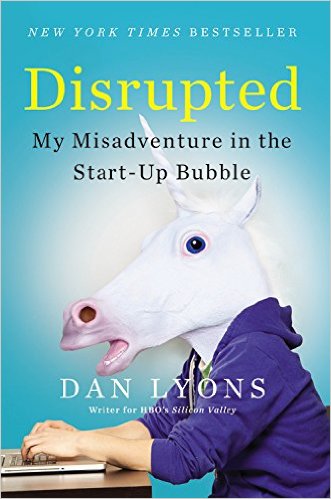 NEW YORK TIMES BESTSELLER
Disrupted
My Misadventure in the
Start-Up Bubble
DAN LYONS
Writer for HBO's Silicon Valley